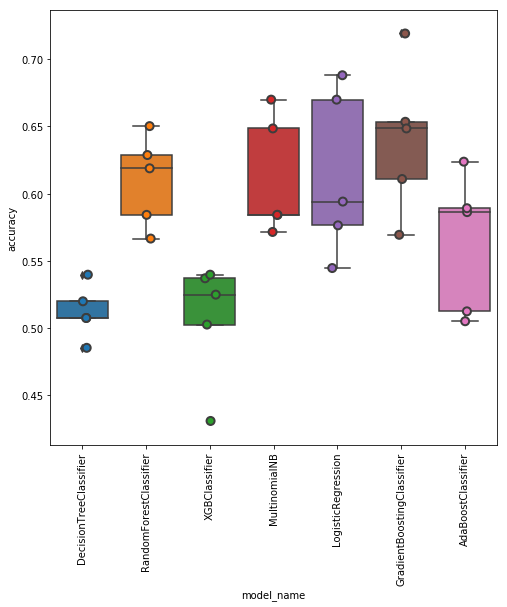 accuracy
0.70
0.65
0.60
0.55
0.50
0.45
DecisionTreeClassifier
RandomForestClassifier
XGBClassifier
MultinomialNB
LogisticRegression
GradientBoostingClassifier
AdaBoostClassifier
model_name